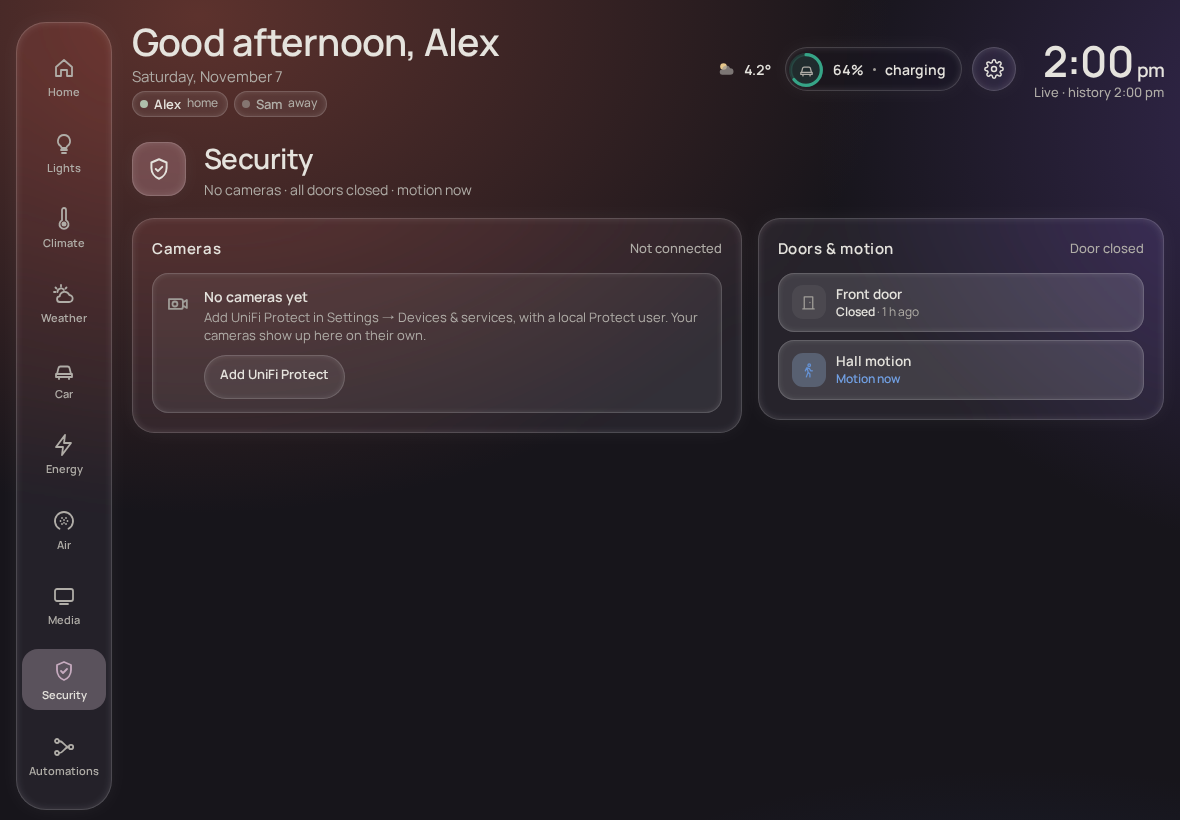 Good afternoon, Alex
Saturday, November 7
Alex home
Sam away
4.2°
64% · charging
2:00 pm
Live · history 2:00 pm
Home
Lights
Climate
Weather
Car
Energy
Air
Media
Security
Automations
Security
No cameras · all doors closed · motion now
Cameras
Not connected
No cameras yet
Add UniFi Protect in Settings → Devices & services, with a local Protect user. Your
cameras show up here on their own.
Add UniFi Protect
Doors & motion
Door closed
Front door
Closed · 1 h ago
Hall motion
Motion now